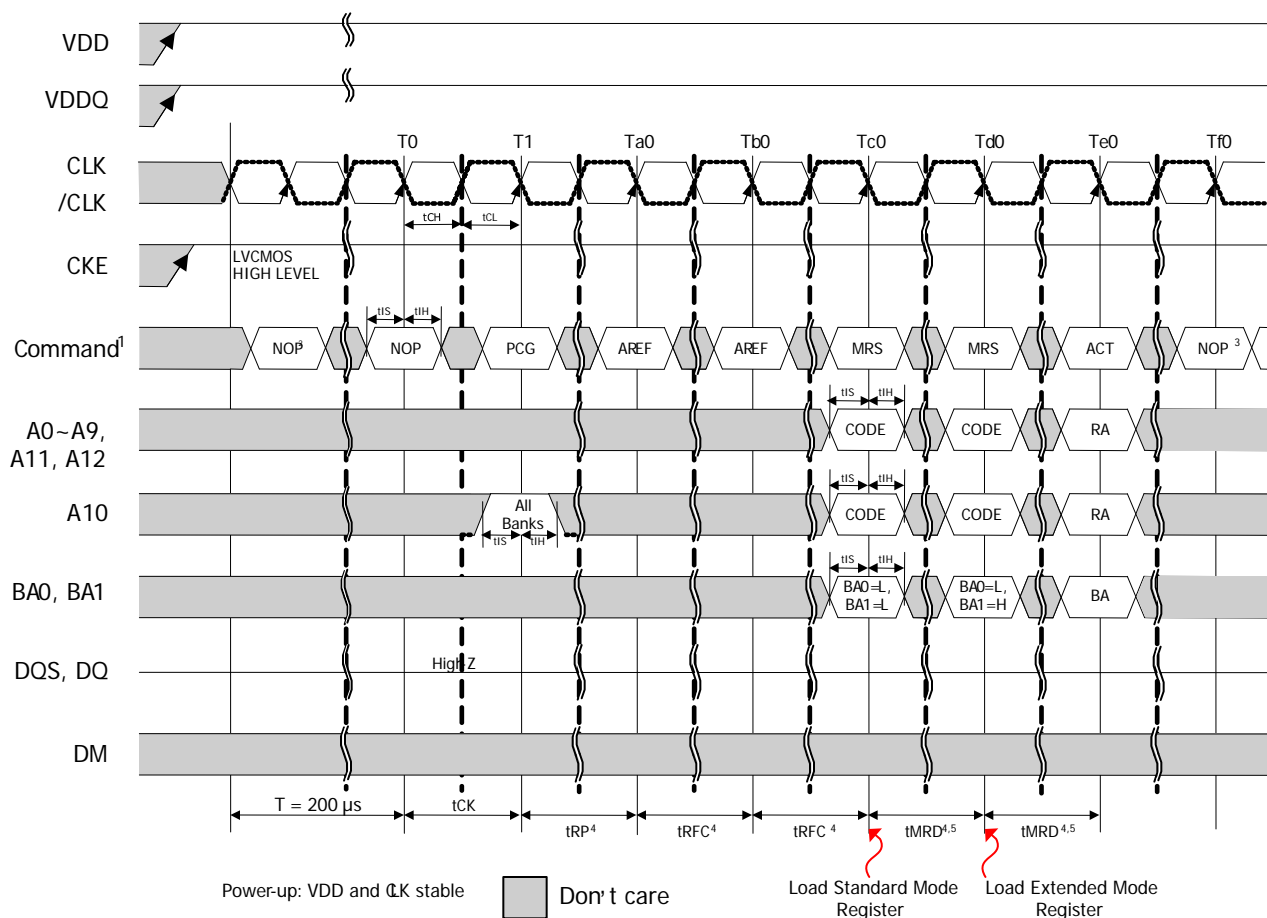 VDD
VDDQ
T0 T1 Ta0 Tb0 Tc0 Td0 Te0 Tf0
CLK
/CLK
tCH tCL
CKE
LVCMOS
HIGH LEVEL
tIS tIH
Command1 NOP3 NOP PCG AREF AREF MRS MRS ACT NOP 3
tIS tIH
A0~A9,
A11, A12
CODE CODE RA
tIS tIH
A10 All
Banks
CODE CODE RA
tIS tIH
tIS tIH
BA0, BA1
BA0=L,
BA1=L
BA0=L,
BA1=H
BA
DQS, DQ
High-Z
DM
T = 200 µs tCK tRP4 tRFC4 tRFC 4 tMRD4,5 tMRD4,5
Power-up: VDD and CLK stable
Don't care
Load Standard Mode
Register
Load Extended Mode
Register